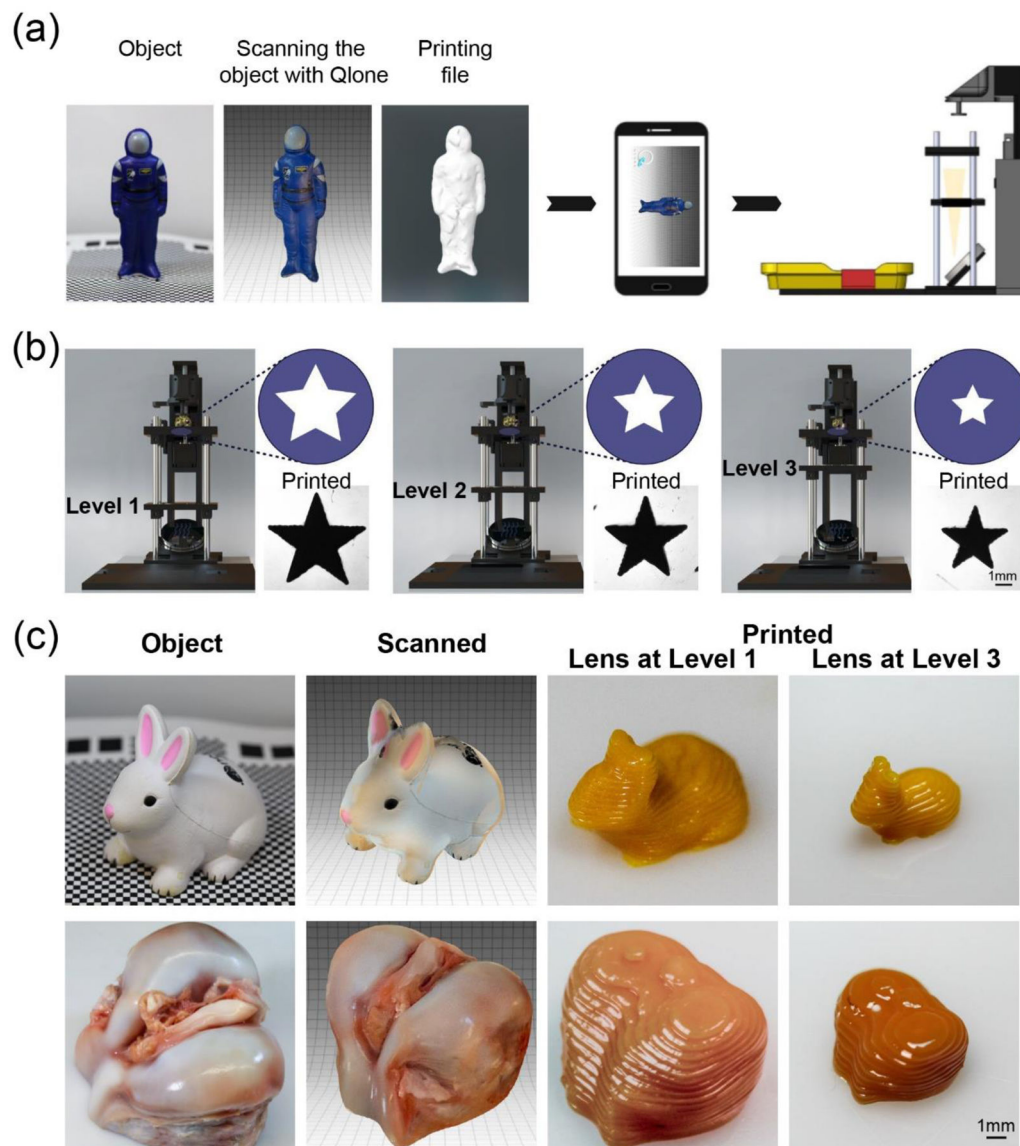 (a)
Object
Scanning the
object with Qlone
Printing
file
(b)
Level 1
Printed
Level 2
Printed
Level 3
Printed
1mm
(c)
Object
Scanned
Printed
Lens at Level 1
Lens at Level 3
1mm